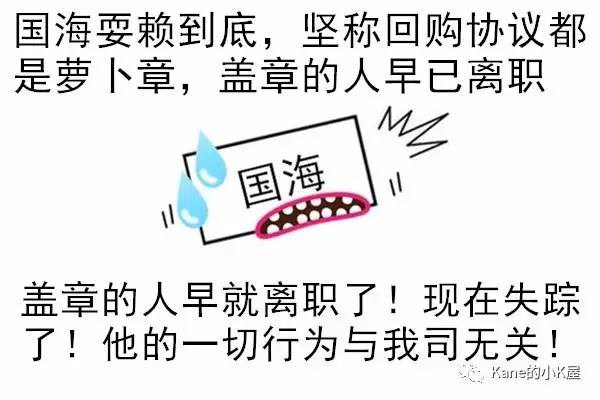 国海耍赖到底，坚称回购协议都
是萝卜章，盖章的人早已离职
国海
盖章的人早就离职了！现在失踪
了！他的一切行为与我司无关！
Kane的小K屋